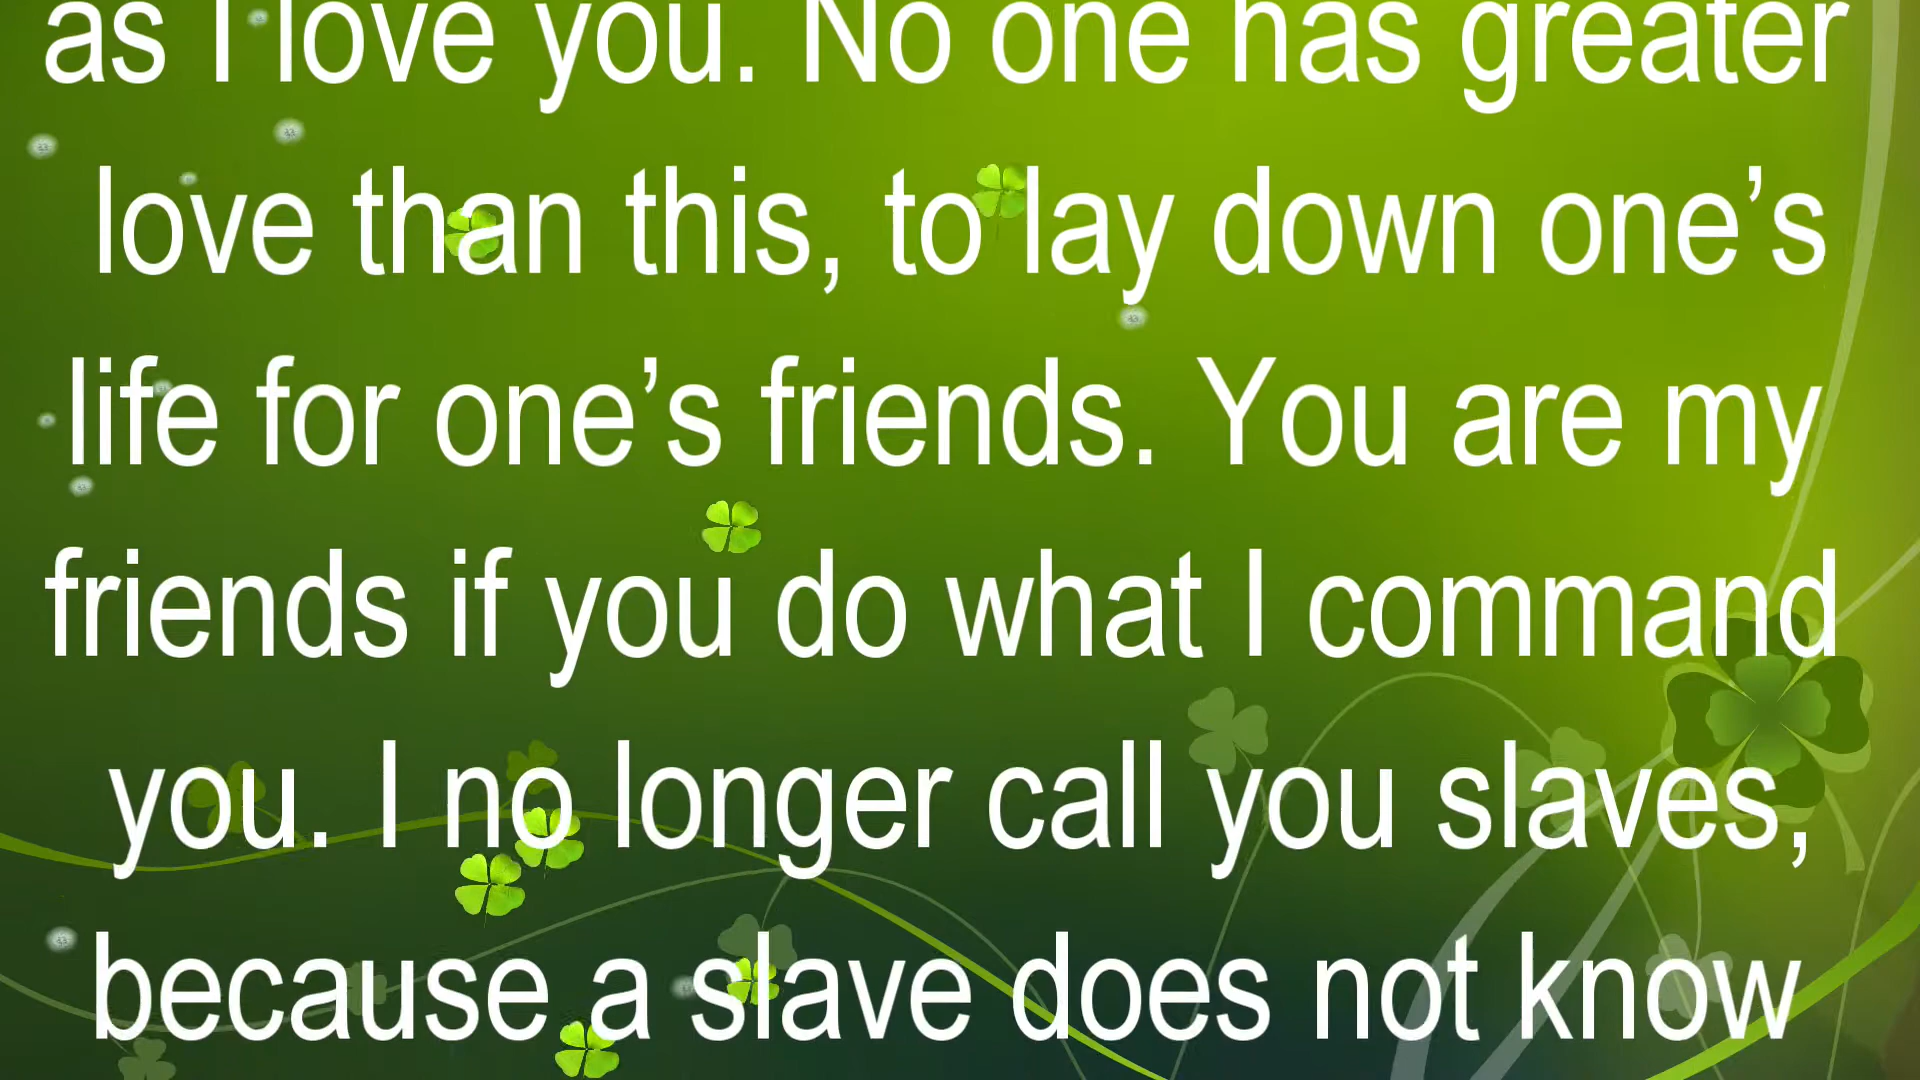 as I love you. No one has greater
love than this, to lay down one’s
life for one’s friends. You are my
friends if you do what I command
you. I no longer call you slaves,
because a slave does not know